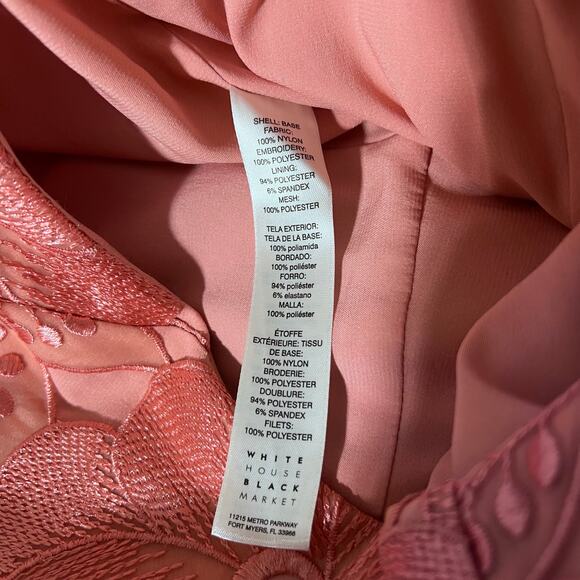 SHELL: BASE
FABRIC:
100% NYLON
EMBROIDERY:
100% POLYESTER
LINING:
94% POLYESTER
6% SPANDEX
MESH:
100% POLYESTER
TELA EXTERIOR:
TELA DE LA BASE:
100% poliamida
BORDADO:
100% poliéster
FORRO:
94% poliéster
6% elastano
MALLA:
100% poliéster
ÉTOFFE
EXTÉRIEURE: TISSU
DE BASE:
100% NYLON
BRODERIE:
100% POLYESTER
DOUBLURE:
94% POLYESTER
6% SPANDEX
FILETS:
100% POLYESTER
WHITE
HOUSE
BLACK
MARKET
11215 METRO PARKWAY
FORT MYERS, FL 33966